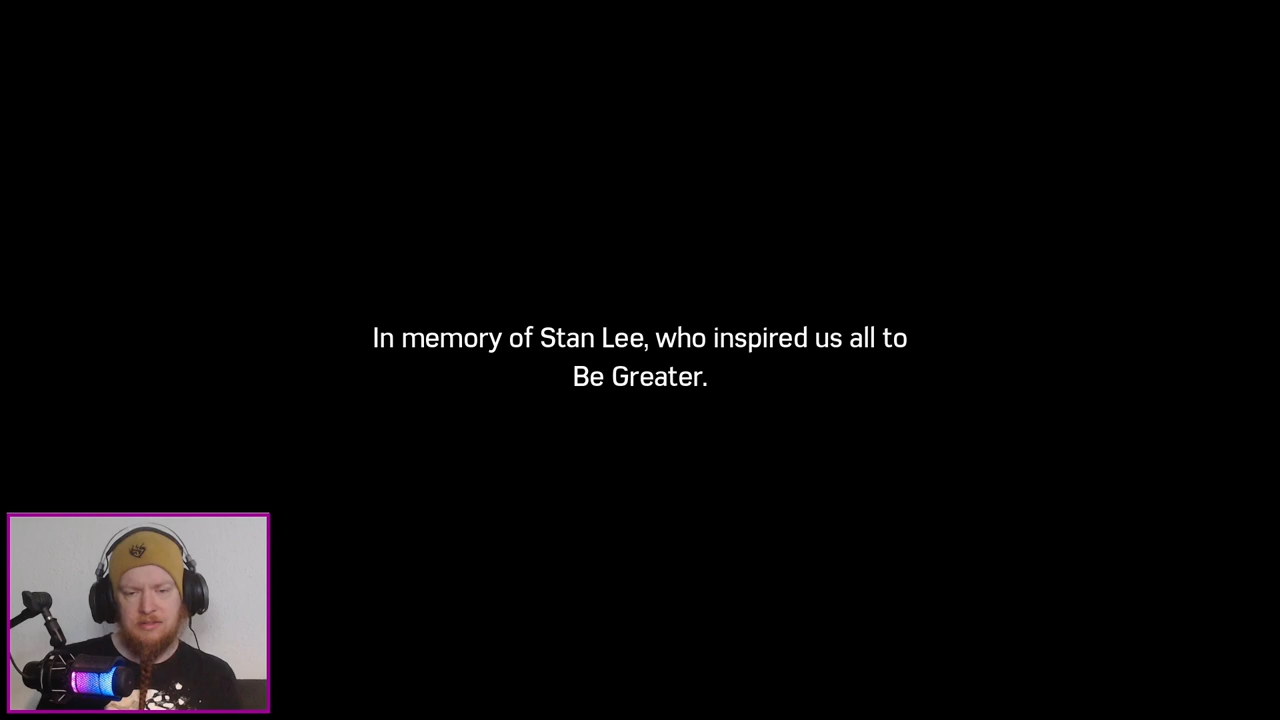 In memory of Stan Lee, who inspired us all to
Be Greater.